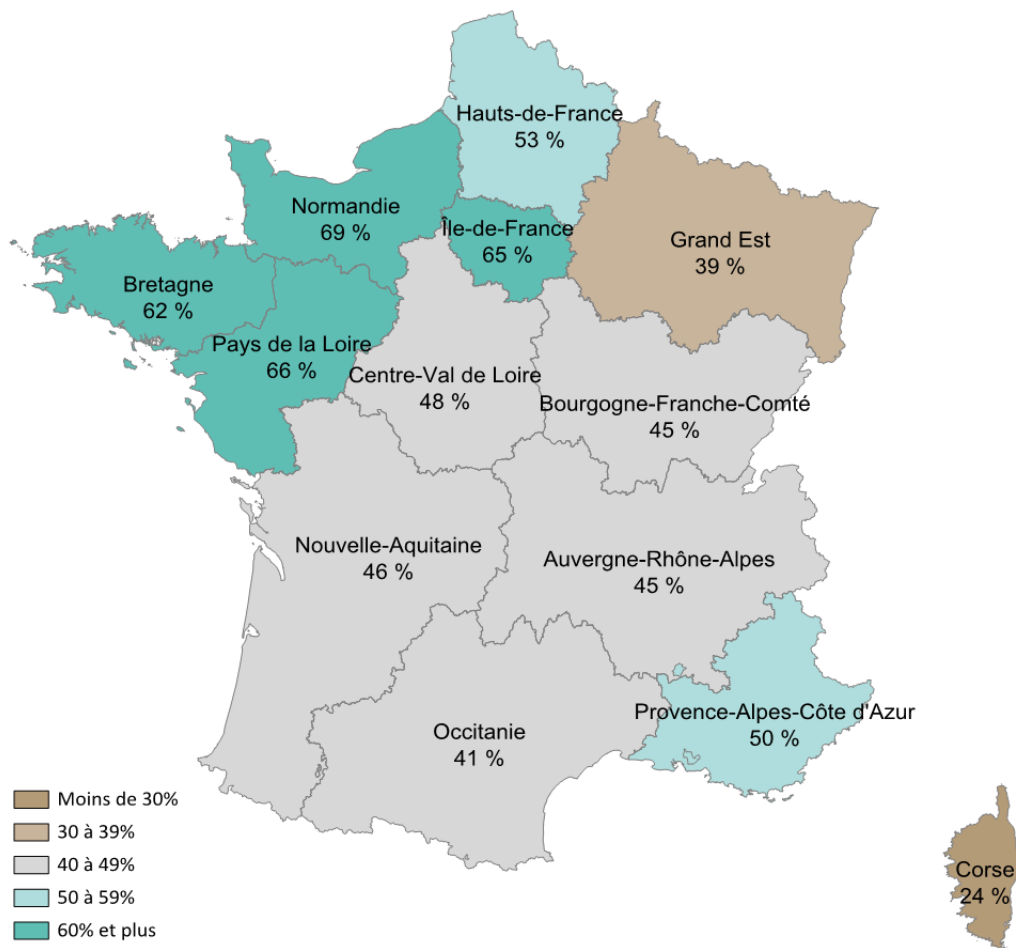 Hauts-de-France
53 %
Normandie
69 %
Île-de-France
65 %
Grand Est
39 %
Bretagne
62 %
Pays de la Loire
66 %
Centre-Val de Loire
48 %
Bourgogne-Franche-Comté
45 %
Nouvelle-Aquitaine
46 %
Auvergne-Rhône-Alpes
45 %
Provence-Alpes-Côte d'Azur
50 %
Occitanie
41 %
Corse
24 %
Moins de 30%
30 à 39%
40 à 49%
50 à 59%
60% et plus